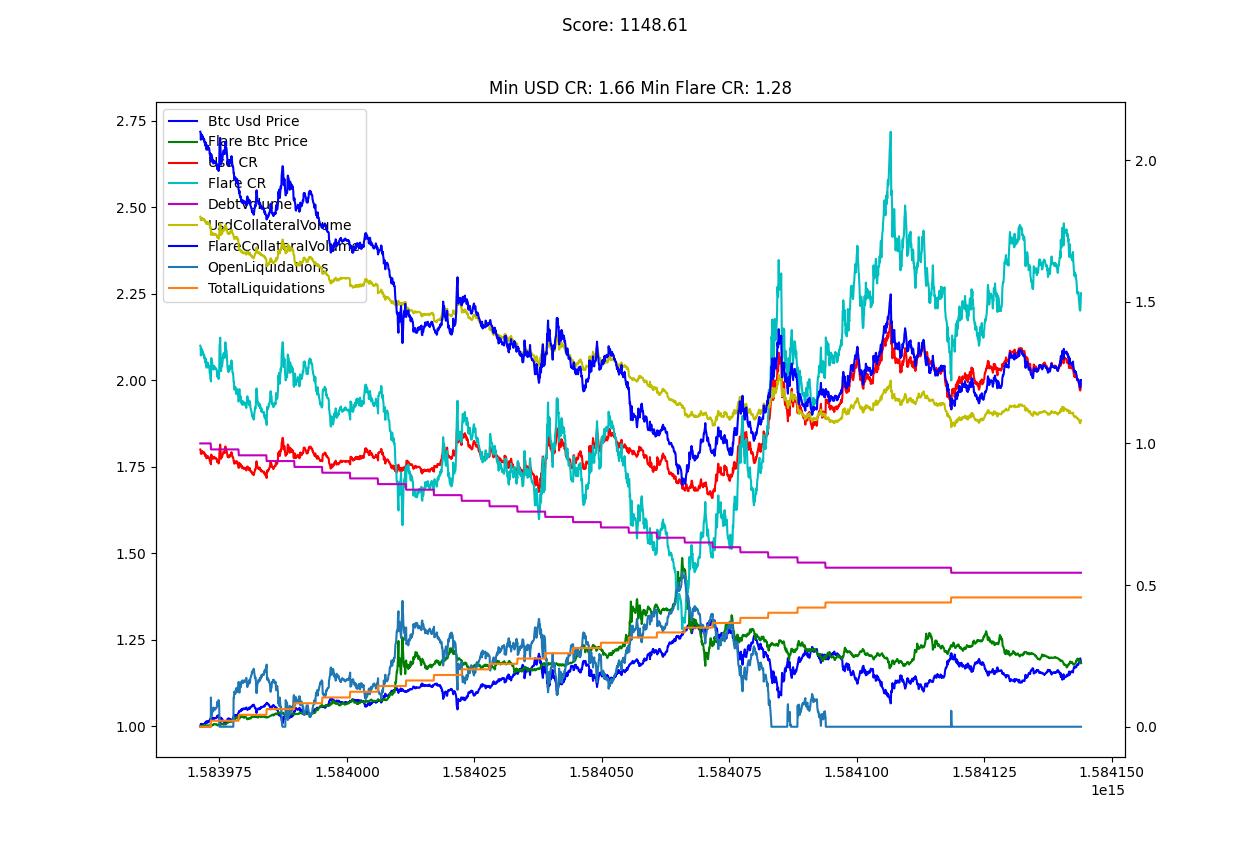 Score: 1148.61
Min USD CR: 1.66 Min Flare CR: 1.28
Btc Usd Price
Flare Btc Price
Usd CR
Flare CR
DebtVolume
UsdCollateralVolume
FlareCollateralVolume
OpenLiquidations
TotalLiquidations
2.75
2.50
2.25
2.00
1.75
1.50
1.25
1.00
2.0
1.5
1.0
0.5
0.0
1.583975 1.584000 1.584025 1.584050 1.584075 1.584100 1.584125 1.584150
1e15